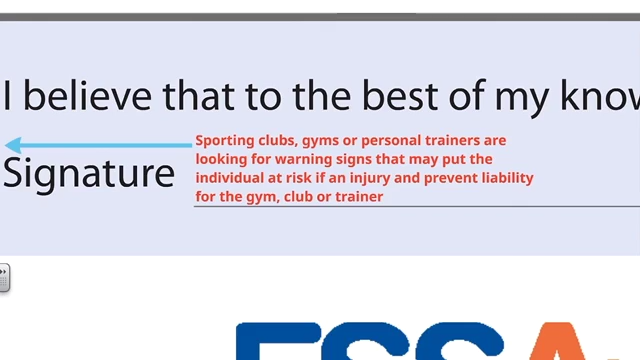 I believe that to the best of my
Sporting clubs, gyms or personal trainers are
looking for warning signs that may put the
individual at risk if an injury and prevent liability
for the gym, club or trainer
Signature
ESSA